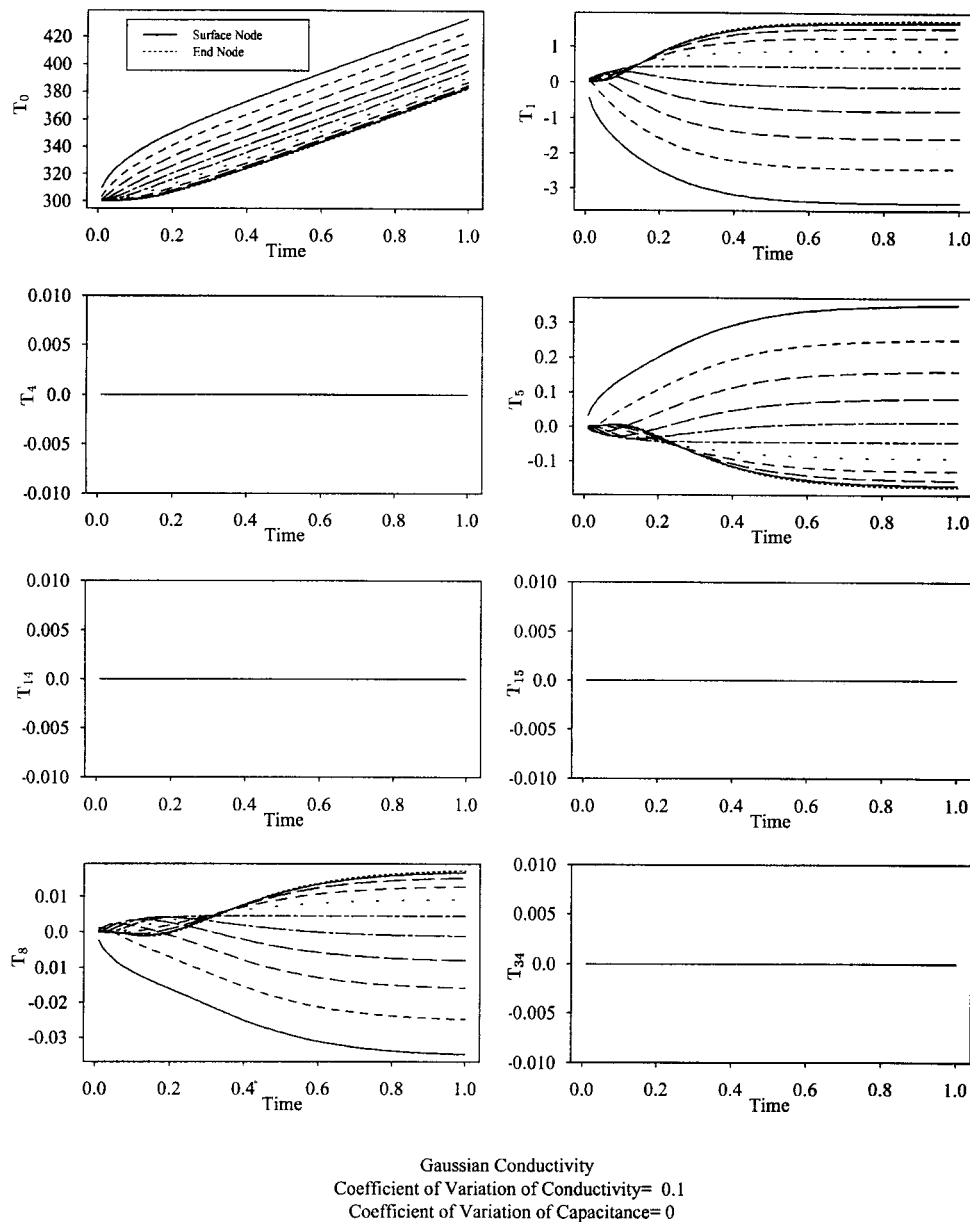 420
400
380
360
340
320
300
T0
Surface Node
End Node
0.0 0.2 0.4 0.6 0.8 1.0
Time
1
0
-1
-2
-3
T1
0.0 0.2 0.4 0.6 0.8 1.0
Time
0.010
0.005
0.0
-0.005
-0.010
T4
0.0 0.2 0.4 0.6 0.8 1.0
Time
0.3
0.2
0.1
0.0
-0.1
T5
0.0 0.2 0.4 0.6 0.8 1.0
Time
0.010
0.005
0.0
-0.005
-0.010
T14
0.0 0.2 0.4 0.6 0.8 1.0
Time
0.010
0.005
0.0
-0.005
-0.010
T15
0.0 0.2 0.4 0.6 0.8 1.0
Time
0.01
0.0
0.01
-0.02
-0.03
T8
0.0 0.2 0.4 0.6 0.8 1.0
Time
0.010
0.005
0.0
-0.005
-0.010
T34
0.0 0.2 0.4 0.6 0.8 1.0
Time
Gaussian Conductivity
Coefficient of Variation of Conductivity= 0.1
Coefficient of Variation of Capacitance= 0